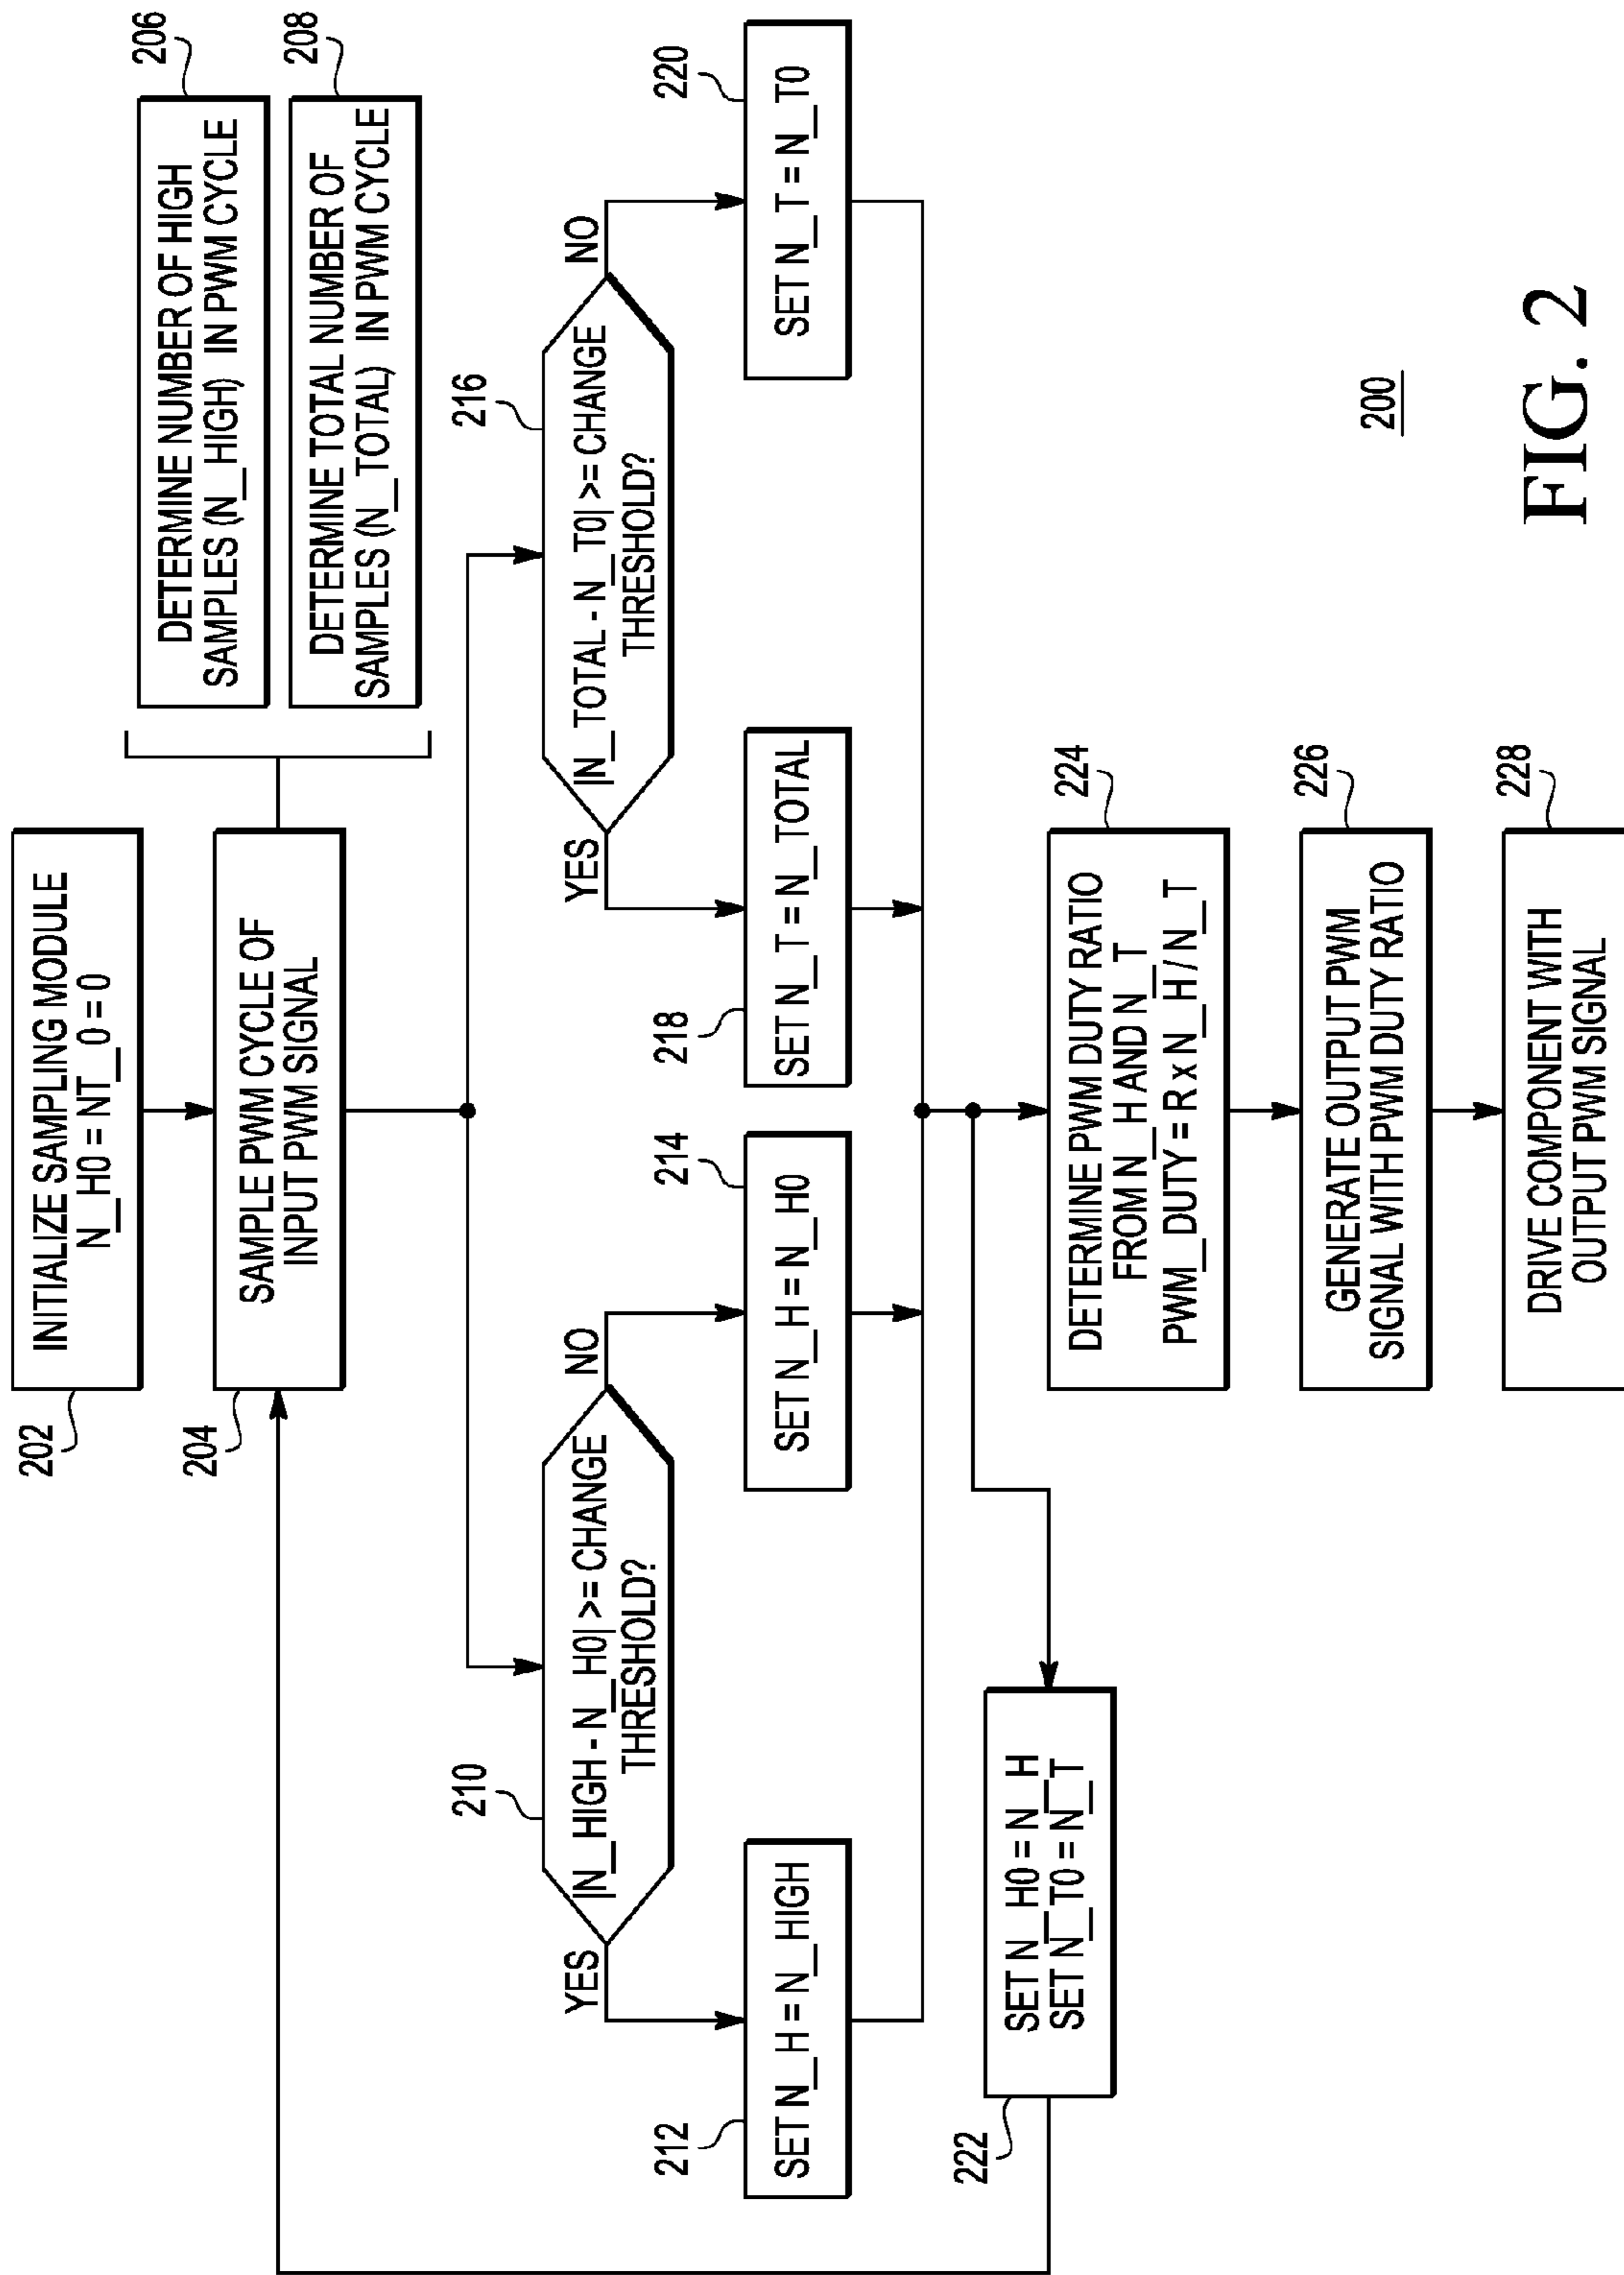 202
INITIALIZE SAMPLING MODULE
N_H0 = NT_0 = 0
204
SAMPLE PWM CYCLE OF
INPUT PWM SIGNAL
206
DETERMINE NUMBER OF HIGH
SAMPLES (N_HIGH) IN PWM CYCLE
208
DETERMINE TOTAL NUMBER OF
SAMPLES (N_TOTAL) IN PWM CYCLE
210
|N_HIGH - N_H0| >= CHANGE
THRESHOLD?
YES
NO
216
|N_TOTAL - N_T0| >= CHANGE
THRESHOLD?
YES
NO
212
SET N_H = N_HIGH
214
SET N_H = N_H0
218
SET N_T = N_TOTAL
220
SET N_T = N_T0
222
SET N_H0 = N_H
SET N_T0 = N_T
224
DETERMINE PWM DUTY RATIO
FROM N_H AND N_T
PWM_DUTY = R x N_H / N_T
226
GENERATE OUTPUT PWM
SIGNAL WITH PWM DUTY RATIO
228
DRIVE COMPONENT WITH
OUTPUT PWM SIGNAL
200
FIG. 2